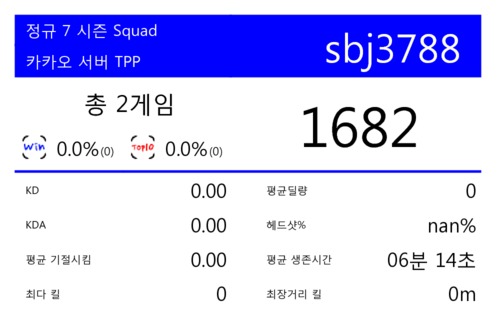 정규 7 시즌 Squad
카카오 서버 TPP
sbj3788
총 2게임
1682
Win 0.0%(0) Top10 0.0%(0)
KD 0.00 평균딜량 0
KDA 0.00 헤드샷% nan%
평균 기절시킴 0.00 평균 생존시간 06분 14초
최다 킬 0 최장거리 킬 0m